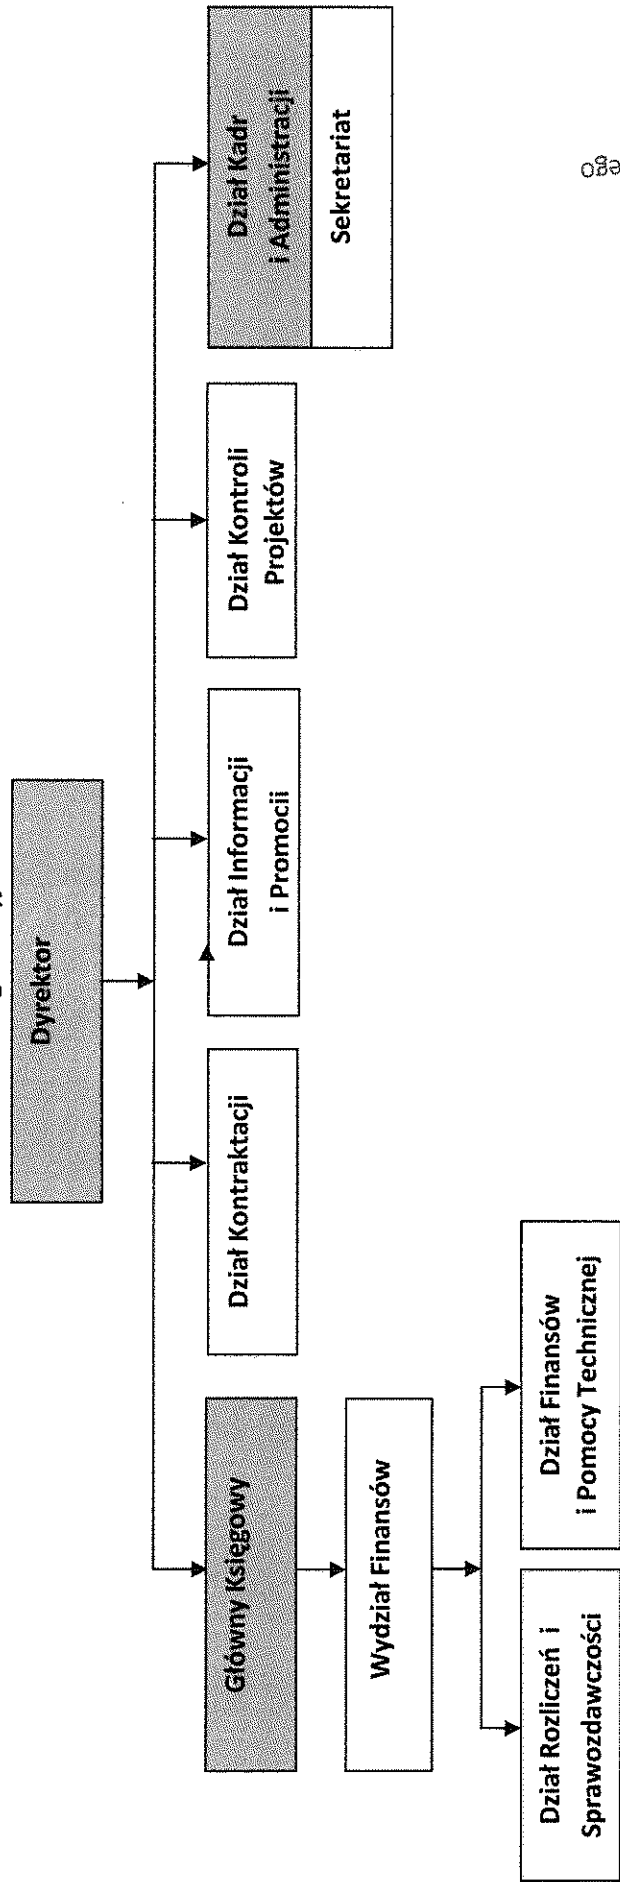 Dyrektor
Główny Księgowy
Dział Kontraktacji
Dział Informacji
i Promocji
Dział Kontroli
Projektów
Dział Kadr
i Administracji
Sekretariat
Wydział Finansów
Dział Rozliczeń i
Sprawozdawczości
Dział Finansów
i Pomocy Technicznej